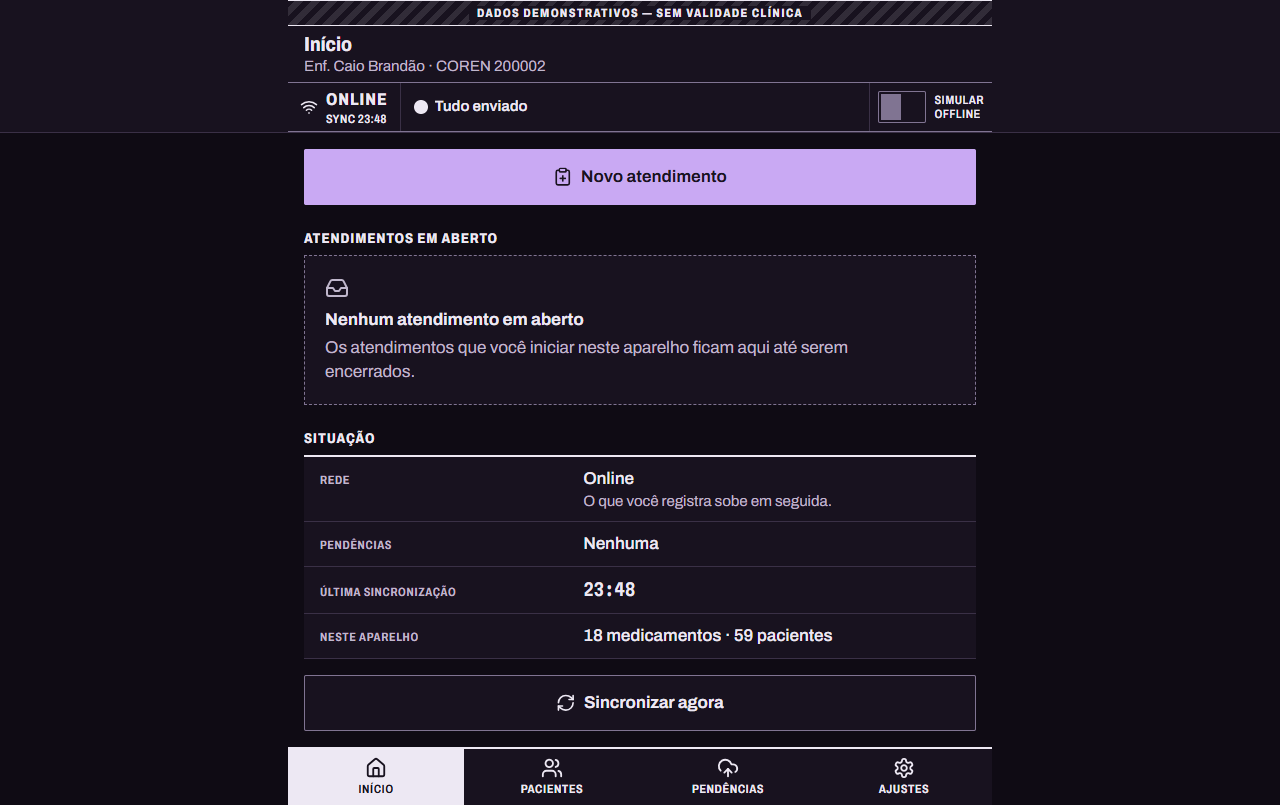 DADOS DEMONSTRATIVOS — SEM VALIDADE CLÍNICA
Início
Enf. Caio Brandão · COREN 200002
ONLINE
SYNC 23:48
Tudo enviado
SIMULAR
OFFLINE
Novo atendimento
ATENDIMENTOS EM ABERTO
Nenhum atendimento em aberto
Os atendimentos que você iniciar neste aparelho ficam aqui até serem
encerrados.
SITUAÇÃO
REDE
Online
O que você registra sobe em seguida.
PENDÊNCIAS
Nenhuma
ÚLTIMA SINCRONIZAÇÃO
23:48
NESTE APARELHO
18 medicamentos · 59 pacientes
Sincronizar agora
INÍCIO
PACIENTES
PENDÊNCIAS
AJUSTES